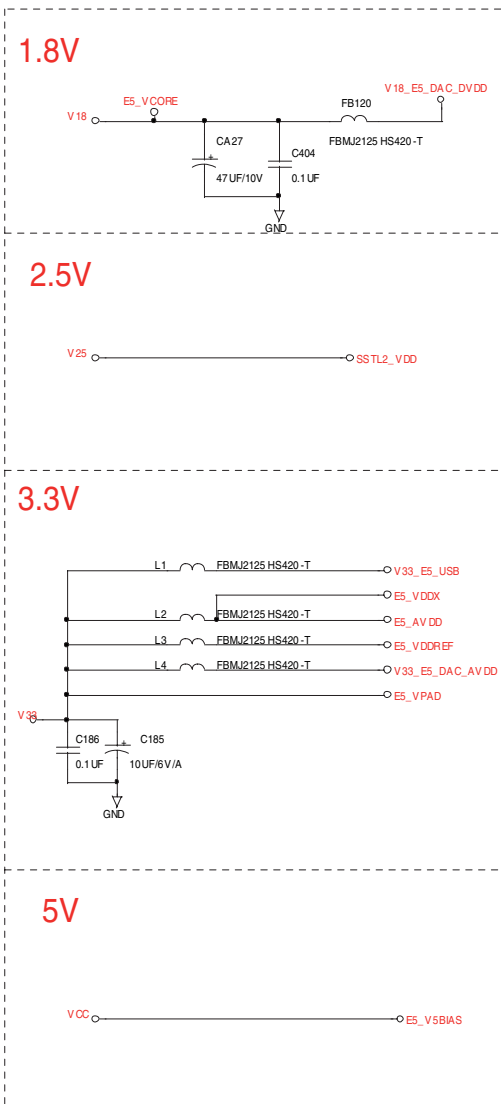 1.8V
V18_E5_DAC_DVDD
E5_VCORE
FB120
V18
FBMJ2125 HS420-T
CA27
C404
47UF/10V
0.1UF
GND
2.5V
V25
SSTL2_VDD
3.3V
L1 FBMJ2125 HS420-T V33_E5_USB
E5_VDDX
L2 FBMJ2125 HS420-T E5_AVDD
L3 FBMJ2125 HS420-T E5_VDDREF
L4 FBMJ2125 HS420-T V33_E5_DAC_AVDD
E5_VPAD
V33
C186 C185
0.1UF 10UF/6V/A
GND
5V
VCC
E5_V5BIAS